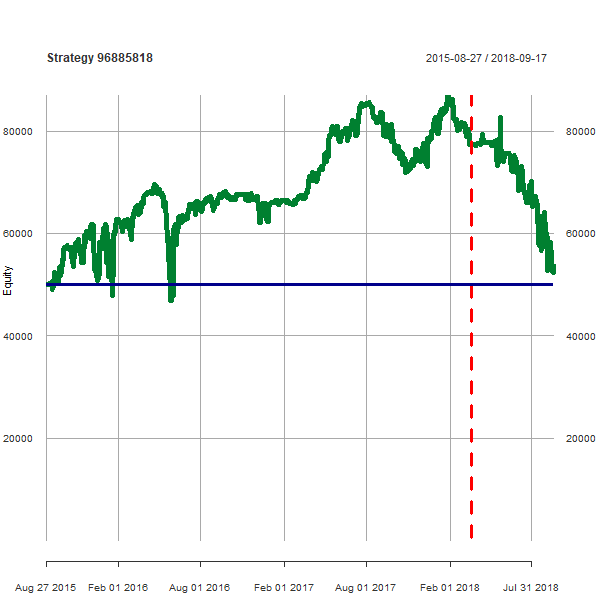 Strategy 96885818
2015-08-27 / 2018-09-17
80000
80000
60000
60000
Equity
40000
40000
20000
20000
Aug 27 2015
Feb 01 2016
Aug 01 2016
Feb 01 2017
Aug 01 2017
Feb 01 2018
Jul 31 2018